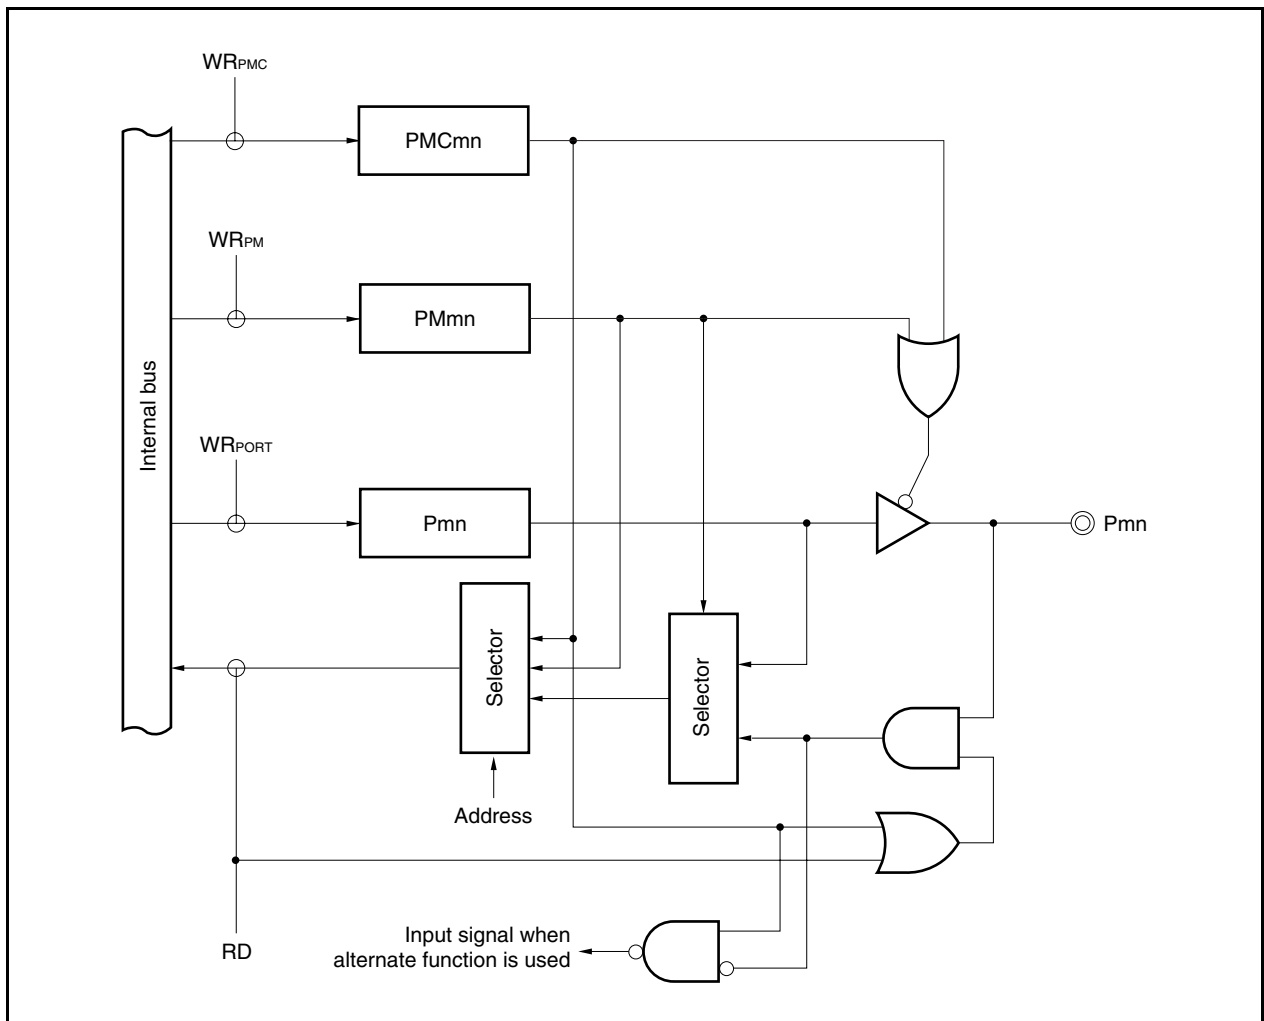 WRPMC
PMCmn
WRPM
PMmn
Internal bus
WRPORT
Pmn
Pmn
Selector
Selector
Address
RD
Input signal when
alternate function is used